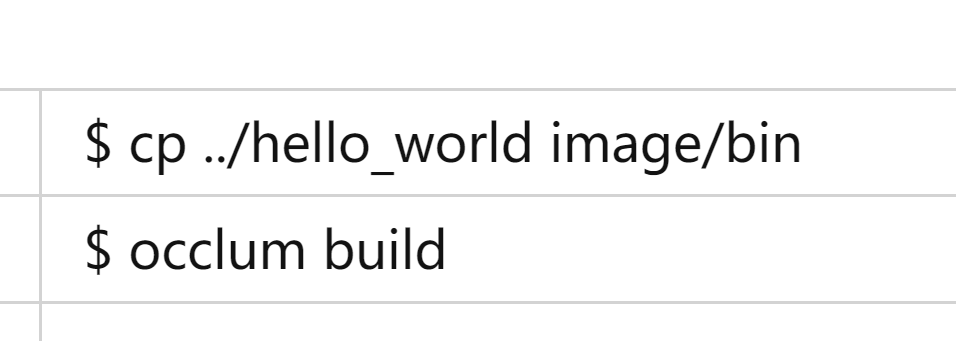 $ cp ../hello_world image/bin
$ occlum build